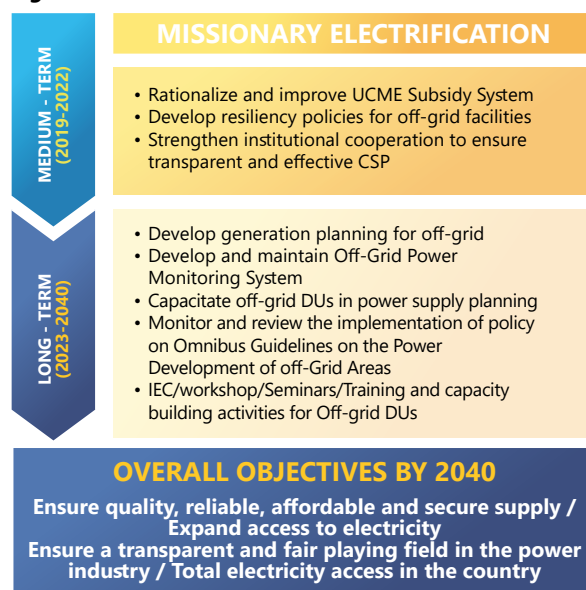 MISSIONARY ELECTRIFICATION
MEDIUM - TERM
(2019-2022)
• Rationalize and improve UCME Subsidy System
• Develop resiliency policies for off-grid facilities
• Strengthen institutional cooperation to ensure
transparent and effective CSP
LONG - TERM
(2023-2040)
• Develop generation planning for off-grid
• Develop and maintain Off-Grid Power
Monitoring System
• Capacitate off-grid DUs in power supply planning
• Monitor and review the implementation of policy
on Omnibus Guidelines on the Power
Development of off-Grid Areas
• IEC/workshop/Seminars/Training and capacity
building activities for Off-grid DUs
OVERALL OBJECTIVES BY 2040
Ensure quality, reliable, affordable and secure supply /
Expand access to electricity
Ensure a transparent and fair playing field in the power
industry / Total electricity access in the country